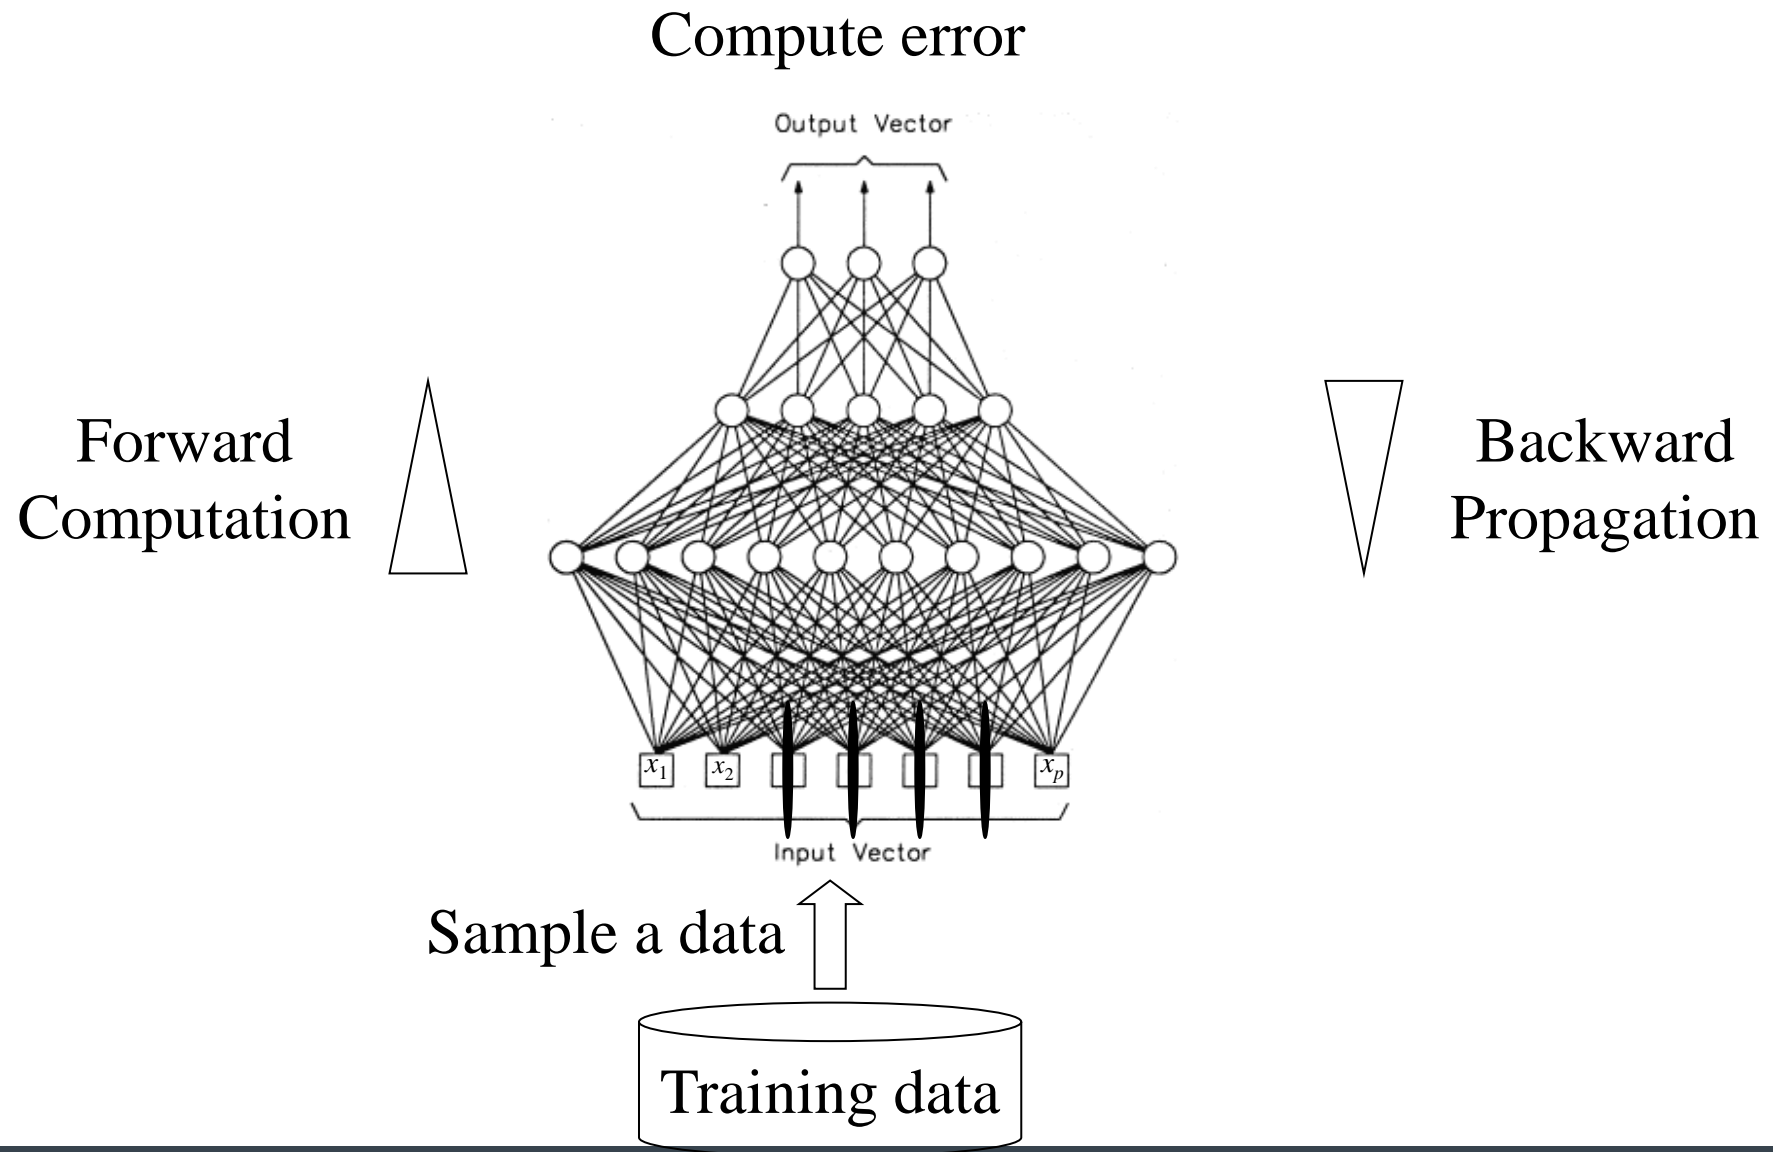 Compute error
Output Vector
Forward
Computation
Backward
Propagation
x₁ x₂ xₚ
Input Vector
Sample a data
Training data